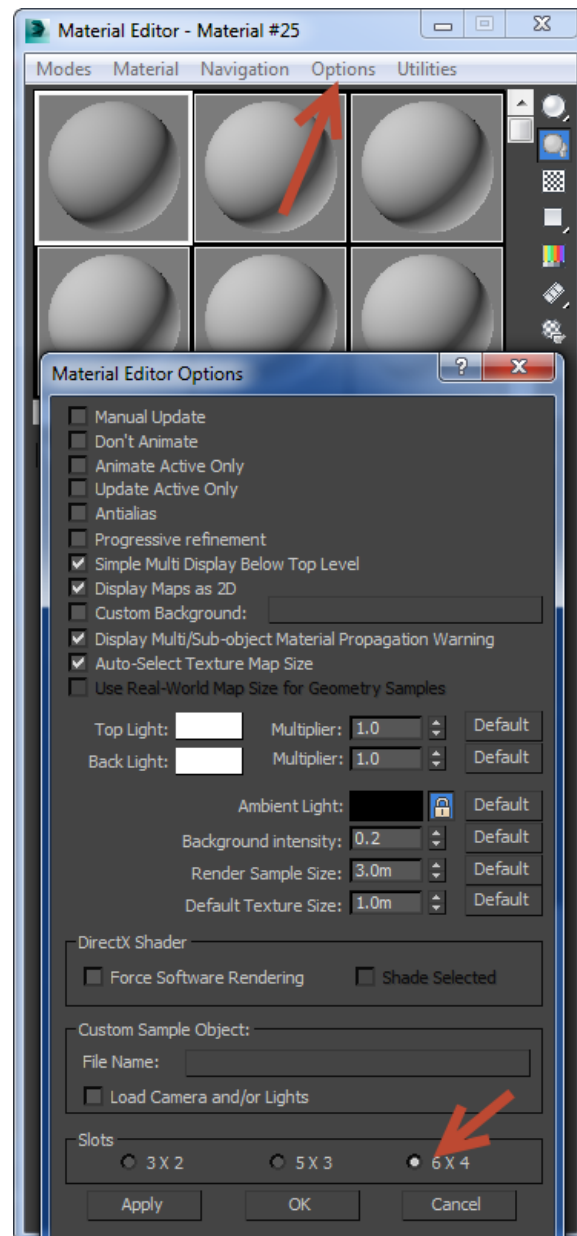 Material Editor - Material #25
Modes Material Navigation Options Utilities
Material Editor Options
Manual Update
Don't Animate
Animate Active Only
Update Active Only
Antialias
Progressive refinement
Simple Multi Display Below Top Level
Display Maps as 2D
Custom Background:
Display Multi/Sub-object Material Propagation Warning
Auto-Select Texture Map Size
Use Real-World Map Size for Geometry Samples
Top Light: Multiplier: 1.0 Default
Back Light: Multiplier: 1.0 Default
Ambient Light: Default
Background intensity: 0.2 Default
Render Sample Size: 3.0m Default
Default Texture Size: 1.0m Default
DirectX Shader
Force Software Rendering Shade Selected
Custom Sample Object:
File Name:
Load Camera and/or Lights
Slots
3 X 2 5 X 3 6 X 4
Apply OK Cancel